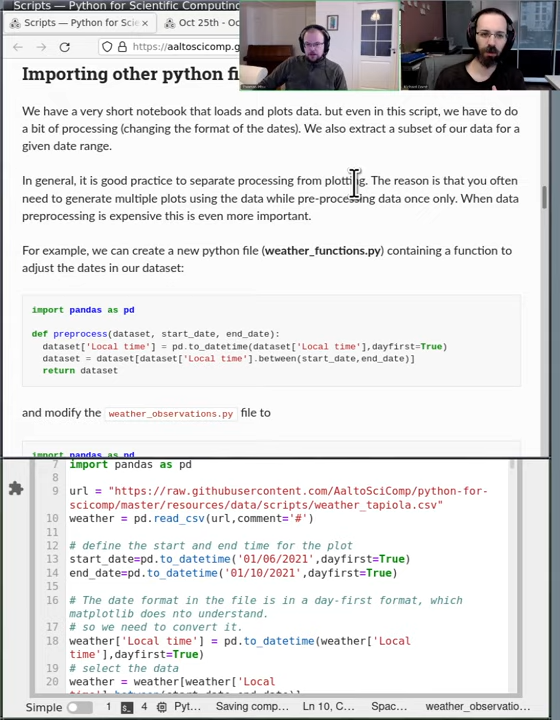 Scripts — Python for Scientific Computing
Scripts — Python for Scie
Oct 25th - Oc
https://aaltoscicomp.g
Importing other python fi
We have a very short notebook that loads and plots data. but even in this script, we have to do
a bit of processing (changing the format of the dates). We also extract a subset of our data for a
given date range.
In general, it is good practice to separate processing from plotting. The reason is that you often
need to generate multiple plots using the data while pre-processing data once only. When data
preprocessing is expensive this is even more important.
For example, we can create a new python file (weather_functions.py) containing a function to
adjust the dates in our dataset:
import pandas as pd
def preprocess(dataset, start_date, end_date):
dataset['Local time'] = pd.to_datetime(dataset['Local time'],dayfirst=True)
dataset = dataset[dataset['Local time'].between(start_date,end_date)]
return dataset
and modify the weather_observations.py file to
import pandas as pd
7 import pandas as pd
8
9 url = "https://raw.githubusercontent.com/AaltoSciComp/python-for-
scicomp/master/resources/data/scripts/weather_tapiola.csv"
10 weather = pd.read_csv(url,comment='#')
11
12 # define the start and end time for the plot
13 start_date=pd.to_datetime('01/06/2021',dayfirst=True)
14 end_date=pd.to_datetime('01/10/2021',dayfirst=True)
15
16 # The date format in the file is in a day-first format, which
matplotlib does nto understand.
17 # so we need to convert it.
18 weather['Local time'] = pd.to_datetime(weather['Local
time'],dayfirst=True)
19 # select the data
20 weather = weather[weather['Local
time'].between(start_date,end_date)]
Simple 1 4 Pyt... Saving comp... Ln 10, C... Spac... weather_observatio...